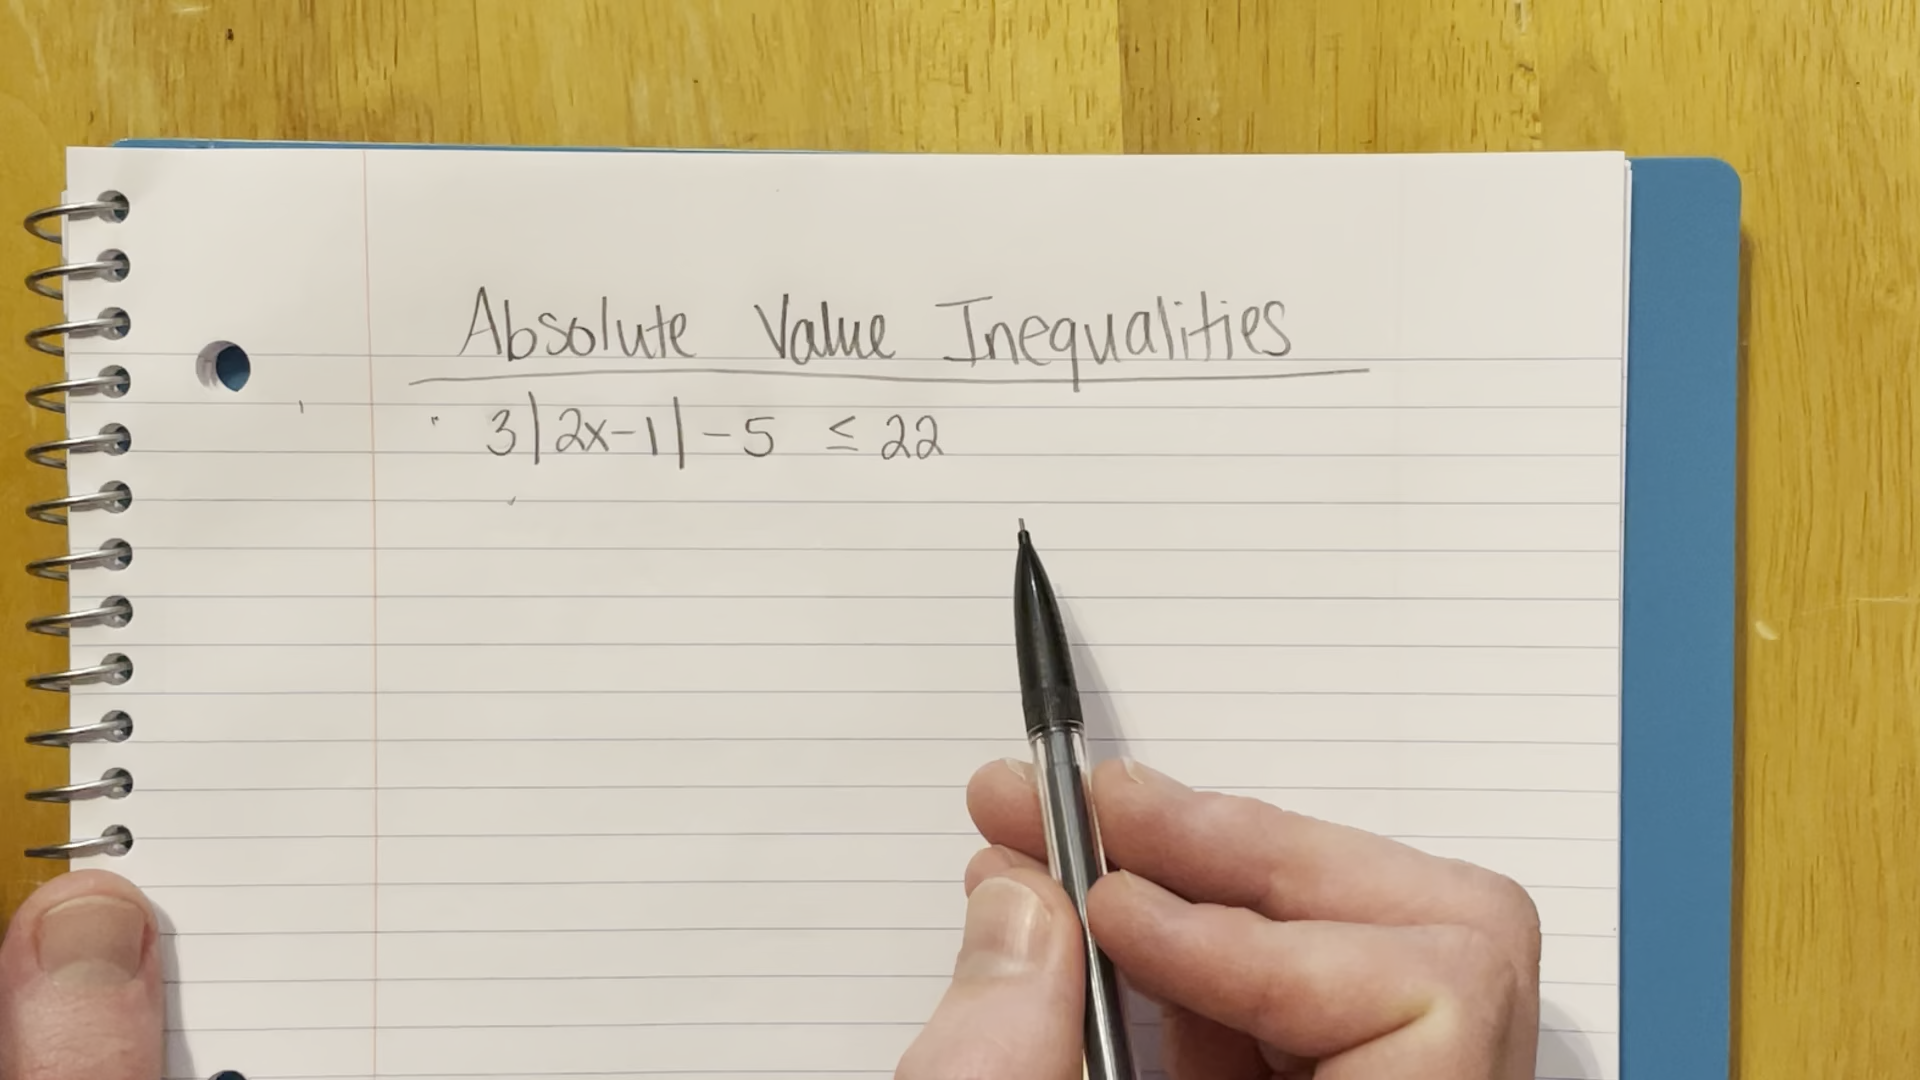 Absolute Value Inequalities
3|2x-1|-5 ≤ 22